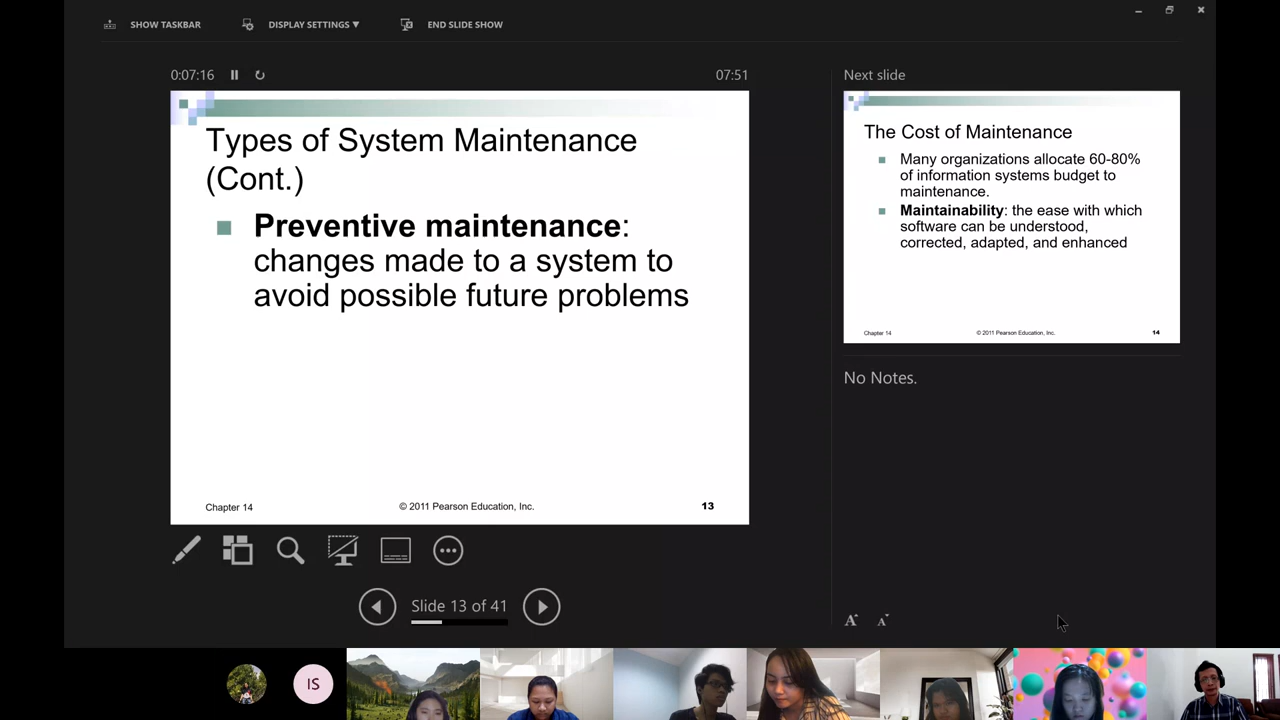 SHOW TASKBAR
DISPLAY SETTINGS ▼
END SLIDE SHOW
0:07:16
07:51
Types of System Maintenance
(Cont.)
Preventive maintenance:
changes made to a system to
avoid possible future problems
Chapter 14
© 2011 Pearson Education, Inc.
13
Slide 13 of 41
Next slide
The Cost of Maintenance
Many organizations allocate 60-80%
of information systems budget to
maintenance.
Maintainability: the ease with which
software can be understood,
corrected, adapted, and enhanced
Chapter 14
© 2011 Pearson Education, Inc.
14
No Notes.
A A
IS